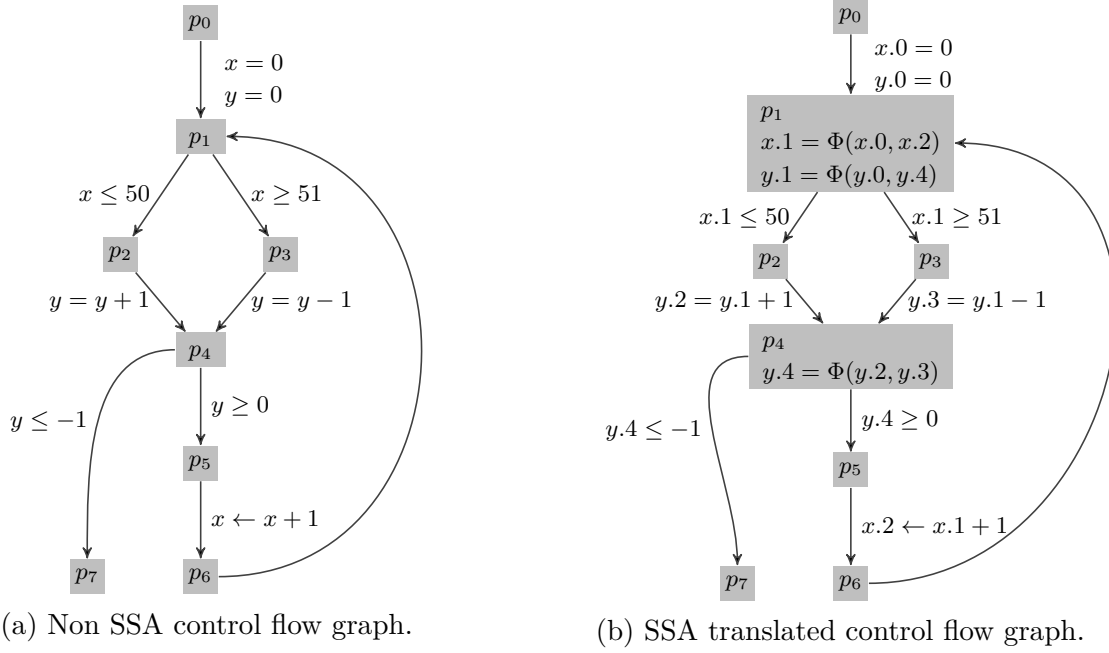 p₀
x = 0
y = 0
p₁
x ≤ 50
x ≥ 51
p₂
p₃
y = y + 1
y = y − 1
p₄
y ≤ −1
y ≥ 0
p₅
x ← x + 1
p₇
p₆
(a) Non SSA control flow graph.
p₀
x.0 = 0
y.0 = 0
p₁
x.1 = Φ(x.0, x.2)
y.1 = Φ(y.0, y.4)
x.1 ≤ 50
x.1 ≥ 51
p₂
p₃
y.2 = y.1 + 1
y.3 = y.1 − 1
p₄
y.4 = Φ(y.2, y.3)
y.4 ≤ −1
y.4 ≥ 0
p₅
x.2 ← x.1 + 1
p₇
p₆
(b) SSA translated control flow graph.